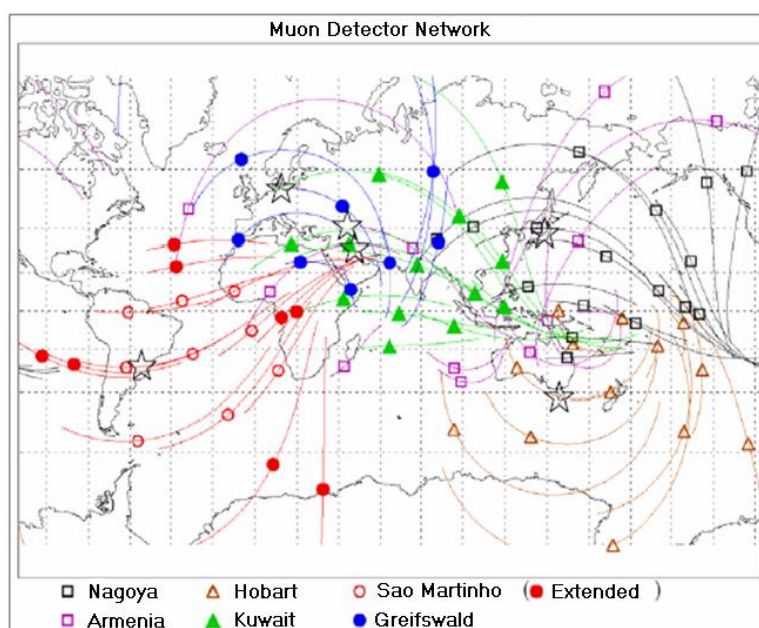 Muon Detector Network
Nagoya Hobart Sao Martinho ( Extended )
Armenia Kuwait Greifswald